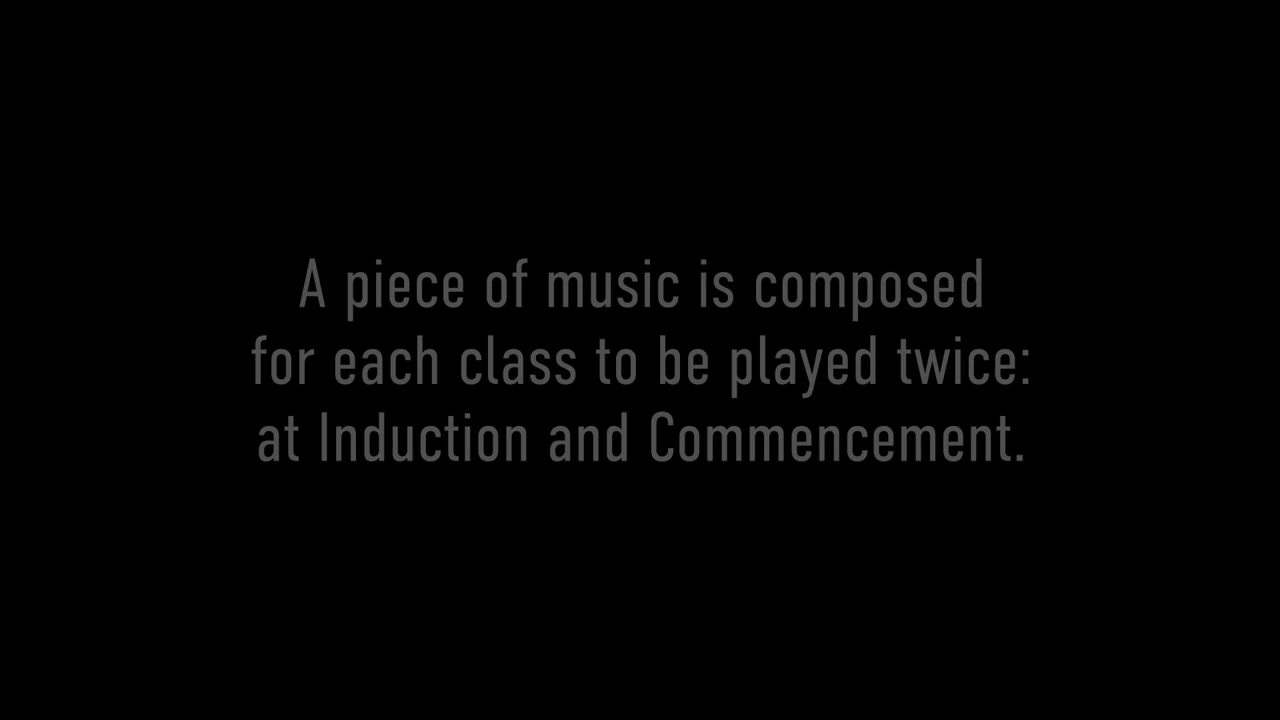 A piece of music is composed
for each class to be played twice:
at Induction and Commencement.